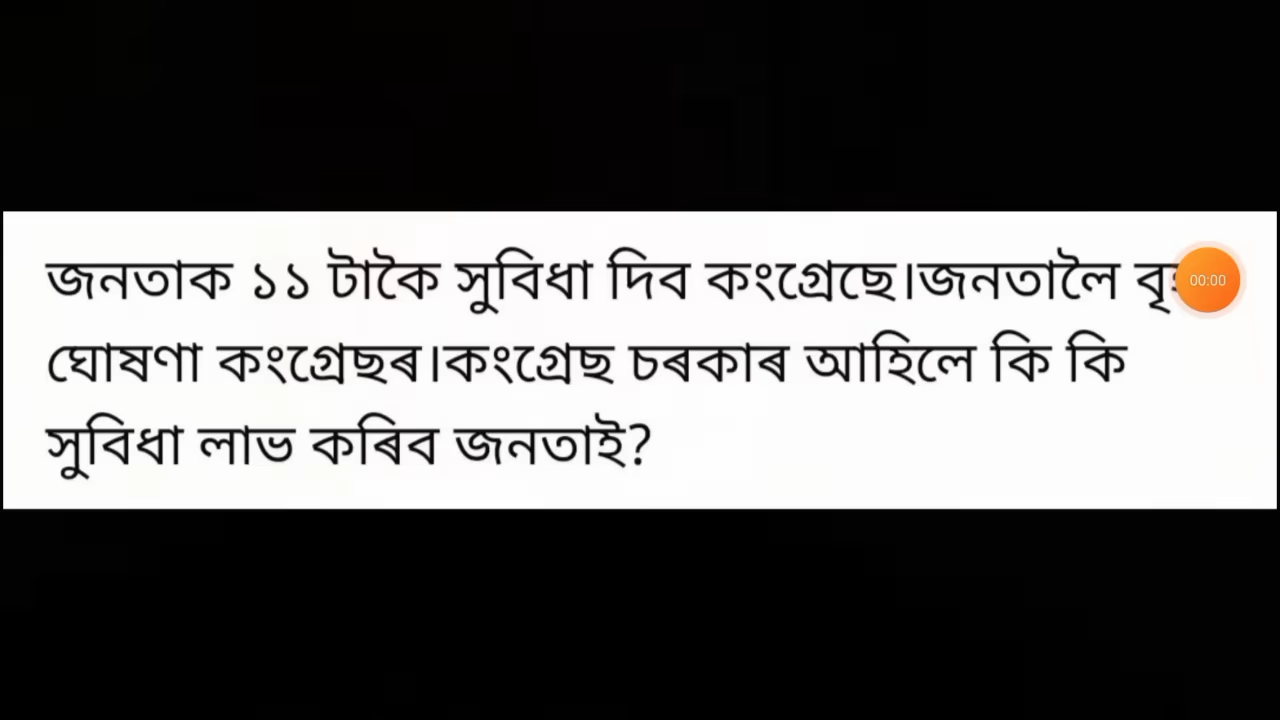 জনতাক ১১ টাকৈ সুবিধা দিব কংগ্ৰেছে।জনতালৈ
00:00
ঘোষণা কংগ্ৰেছৰ।কংগ্ৰেছ চৰকাৰ আহিলে কি কি
সুবিধা লাভ কৰিব জনতাই?